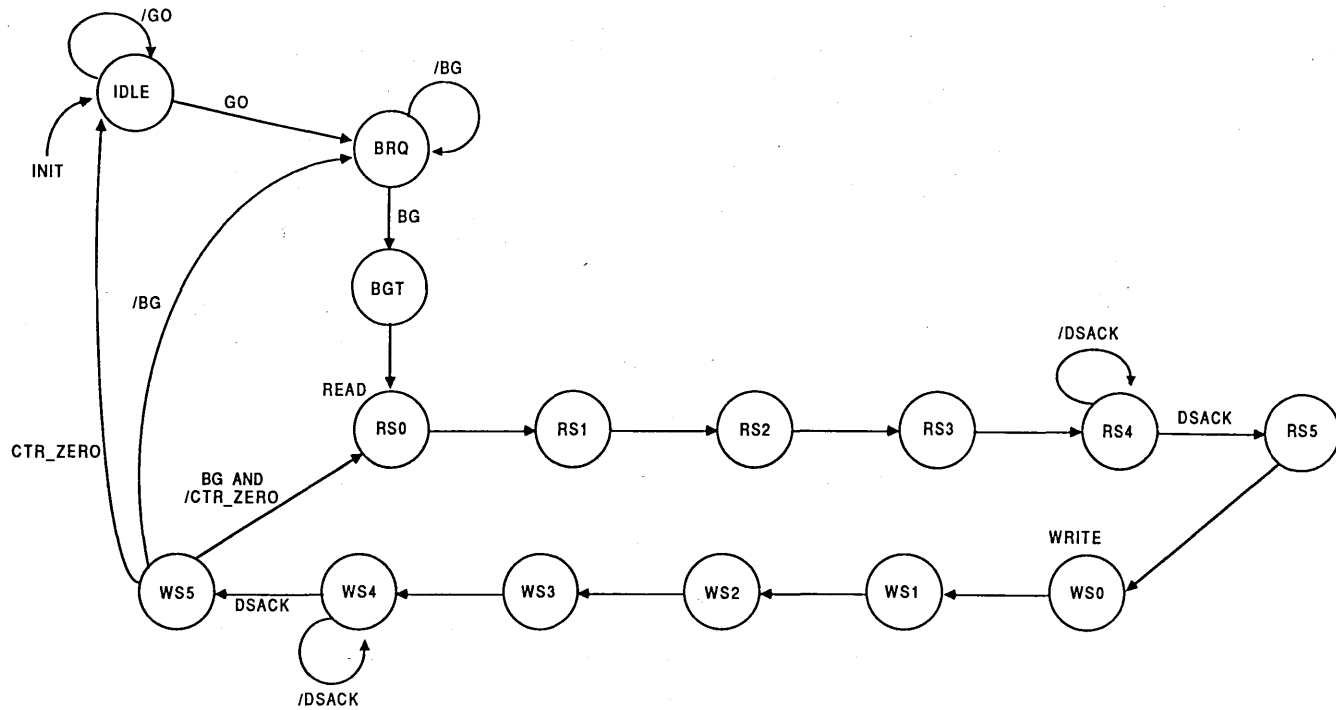 /GO
IDLE
/BG
GO
BRQ
INIT
BG
BGT
/BG
/DSACK
READ
RS0
RS1
RS2
RS3
RS4
DSACK
RS5
CTR_ZERO
BG AND
/CTR_ZERO
WRITE
WS5
DSACK
WS4
WS3
WS2
WS1
WS0
/DSACK